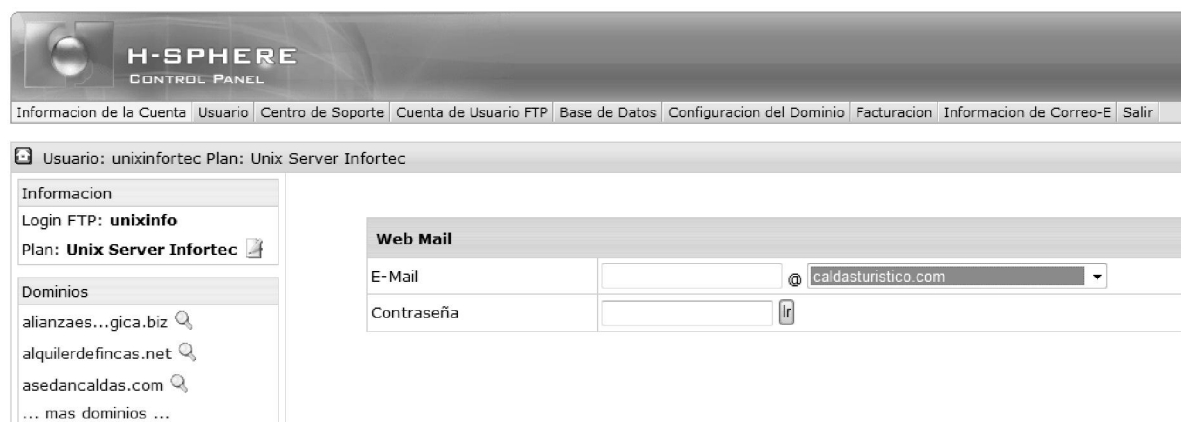 H-SPHERE
CONTROL PANEL
Informacion de la Cuenta Usuario Centro de Soporte Cuenta de Usuario FTP Base de Datos Configuracion del Dominio Facturacion Informacion de Correo-E Salir
Usuario: unixinfortec Plan: Unix Server Infortec
Informacion
Login FTP: unixinfo
Plan: Unix Server Infortec
Dominios
alianzaes...gica.biz
alquilerdefincas.net
asedancaldas.com
... mas dominios ...
Web Mail
E-Mail @ caldasturistico.com
Contraseña Ir